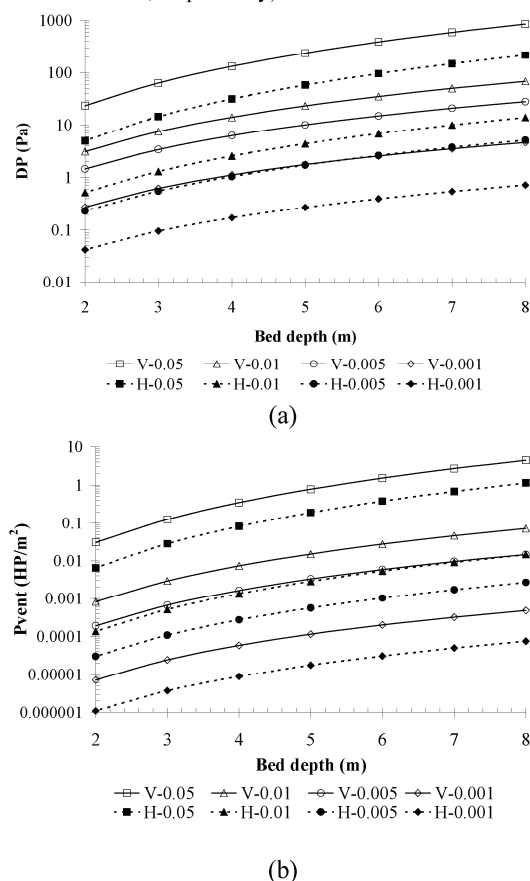 1000
100
10
1
0.1
0.01
DP (Pa)
2 3 4 5 6 7 8
Bed depth (m)
V-0.05 V-0.01 V-0.005 V-0.001
H-0.05 H-0.01 H-0.005 H-0.001
(a)
10
1
0.1
0.01
0.001
0.0001
0.00001
0.000001
Pvent (HP/m²)
2 3 4 5 6 7 8
Bed depth (m)
V-0.05 V-0.01 V-0.005 V-0.001
H-0.05 H-0.01 H-0.005 H-0.001
(b)